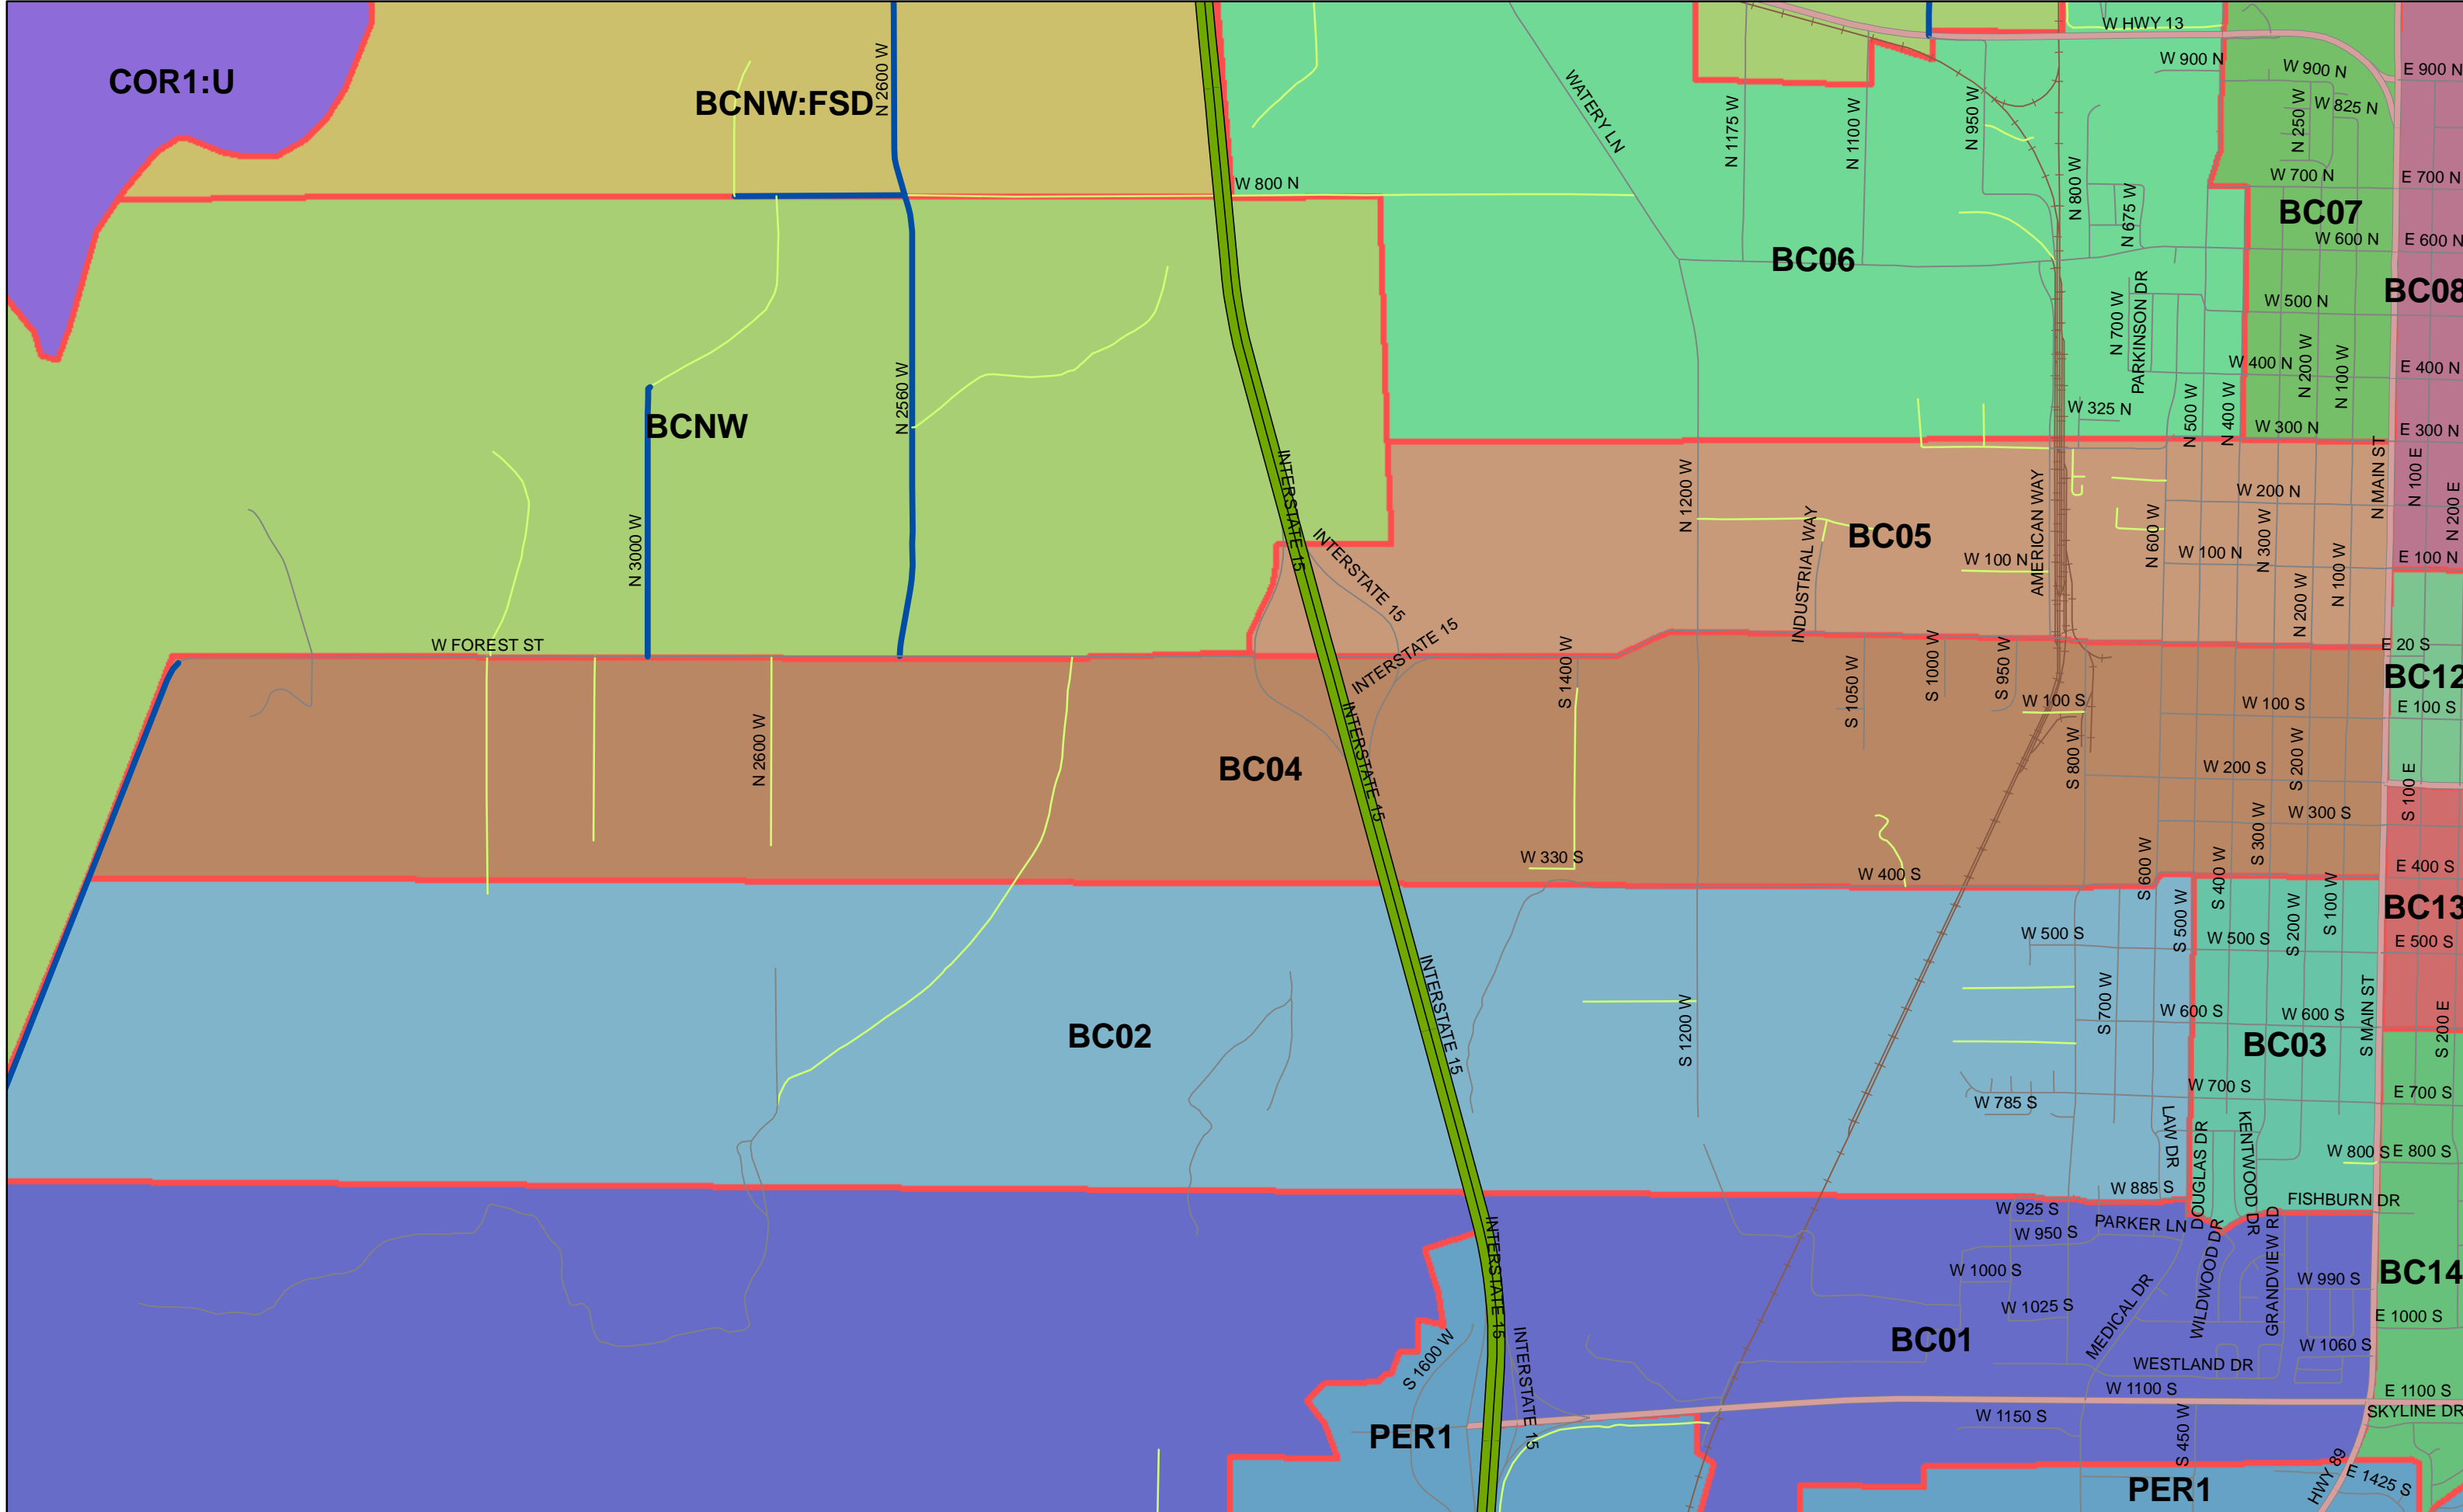 COR1:U
BCNW:FSD
N 2600 W
W HWY 13
W 900 N
W 900 N
E 900 N
WATERY LN
N 1175 W
N 1100 W
N 950 W
N 250 W
W 825 N
N 800 W
W 800 N
W 700 N
E 700 N
N 675 W
BC07
BC06
W 600 N
E 600 N
BC08
N 700 W
PARKINSON DR
W 500 N
N 2560 W
W 400 N
E 400 N
N 200 W
N 100 W
W 325 N
N 500 W
N 400 W
BCNW
W 300 N
E 300 N
INTERSTATE 15
N 1200 W
N MAIN ST
N 100 E
N 200 E
AMERICAN WAY
W 200 N
N 3000 W
INTERSTATE 15
INDUSTRIAL WAY
BC05
N 600 W
N 300 W
W 100 N
W 100 N
E 100 N
N 200 W
N 100 W
W FOREST ST
INTERSTATE 15
S 1400 W
S 1050 W
S 1000 W
S 950 W
E 20 S
BC12
W 100 S
W 100 S
E 100 S
N 2600 W
INTERSTATE 15
BC04
S 800 W
W 200 S
S 200 W
S 100 E
W 300 S
S 300 W
W 330 S
W 400 S
S 600 W
E 400 S
S 400 W
S 100 W
BC13
S 500 W
S 200 W
W 500 S
W 500 S
E 500 S
INTERSTATE 15
BC02
S 1200 W
S 700 W
W 600 S
W 600 S
S MAIN ST
S 200 E
BC03
W 700 S
E 700 S
W 785 S
LAW DR
DOUGLAS DR
KENTWOOD DR
W 800 S
E 800 S
W 885 S
FISHBURN DR
W 925 S
PARKER LN
W 950 S
INTERSTATE 15
WILDWOOD DR
GRANDVIEW RD
W 1000 S
W 990 S
BC14
W 1025 S
MEDICAL DR
E 1000 S
BC01
W 1060 S
S 1600 W
INTERSTATE 15
WESTLAND DR
W 1100 S
E 1100 S
SKYLINE DR
W 1150 S
PER1
S 450 W
HWY 89
E 1425 S
PER1